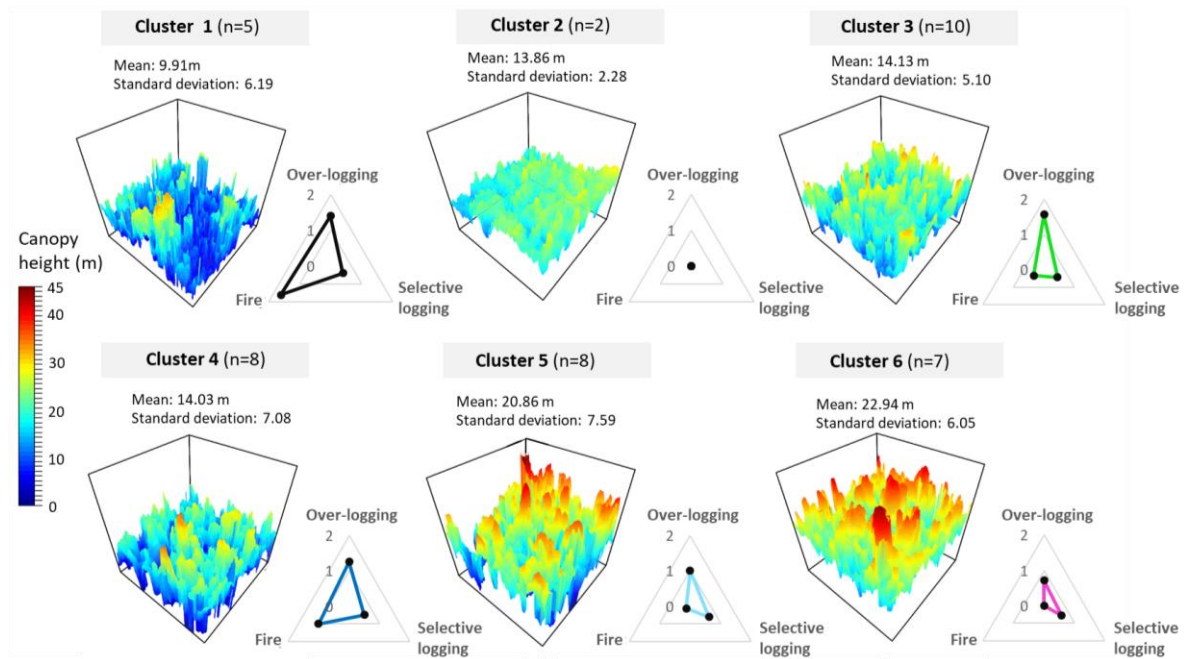 Cluster 1 (n=5)
Mean: 9.91m
Standard deviation: 6.19
Over-logging
2
1
0
Fire
Selective
logging
Cluster 2 (n=2)
Mean: 13.86 m
Standard deviation: 2.28
Over-logging
2
1
0
Fire
Selective
logging
Cluster 3 (n=10)
Mean: 14.13 m
Standard deviation: 5.10
Over-logging
2
1
0
Fire
Selective
logging
Canopy
height (m)
45
40
30
20
10
0
Cluster 4 (n=8)
Mean: 14.03 m
Standard deviation: 7.08
Over-logging
2
1
0
Fire
Selective
logging
Cluster 5 (n=8)
Mean: 20.86 m
Standard deviation: 7.59
Over-logging
2
1
0
Fire
Selective
logging
Cluster 6 (n=7)
Mean: 22.94 m
Standard deviation: 6.05
Over-logging
2
1
0
Fire
Selective
logging